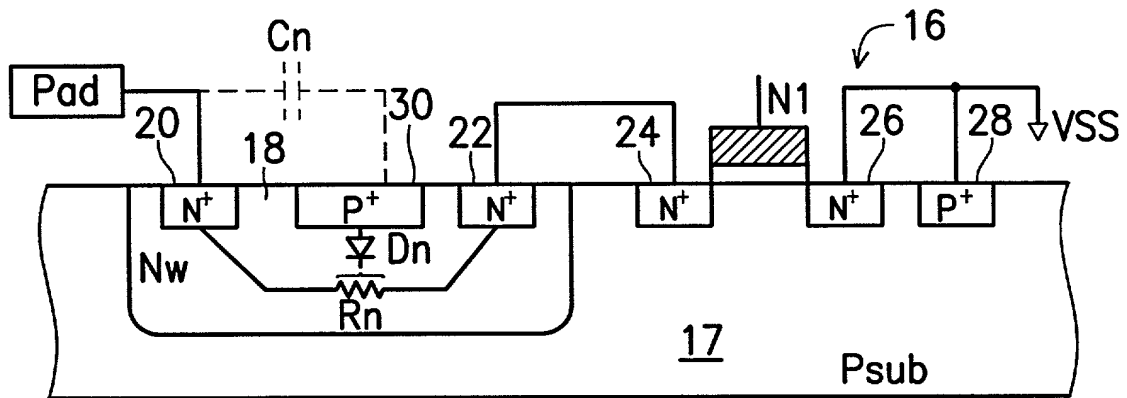 Cn
16
Pad
20
18
30
22
24
N1
26
28
VSS
N+
P+
N+
N+
N+
P+
Nw
Dn
Rn
17
Psub